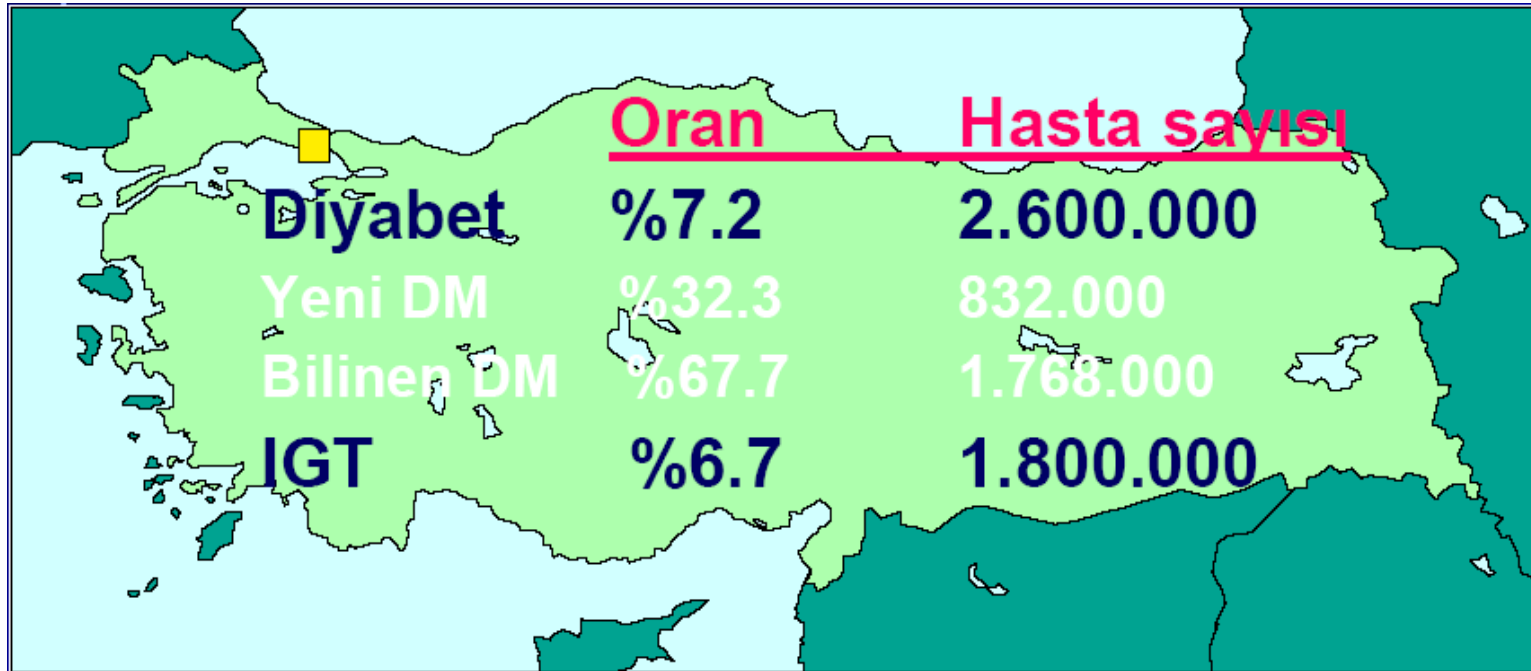 Oran Hasta sayısı
Diyabet %7.2 2.600.000
Yeni DM %32.3 832.000
Bilinen DM %67.7 1.768.000
IGT %6.7 1.800.000